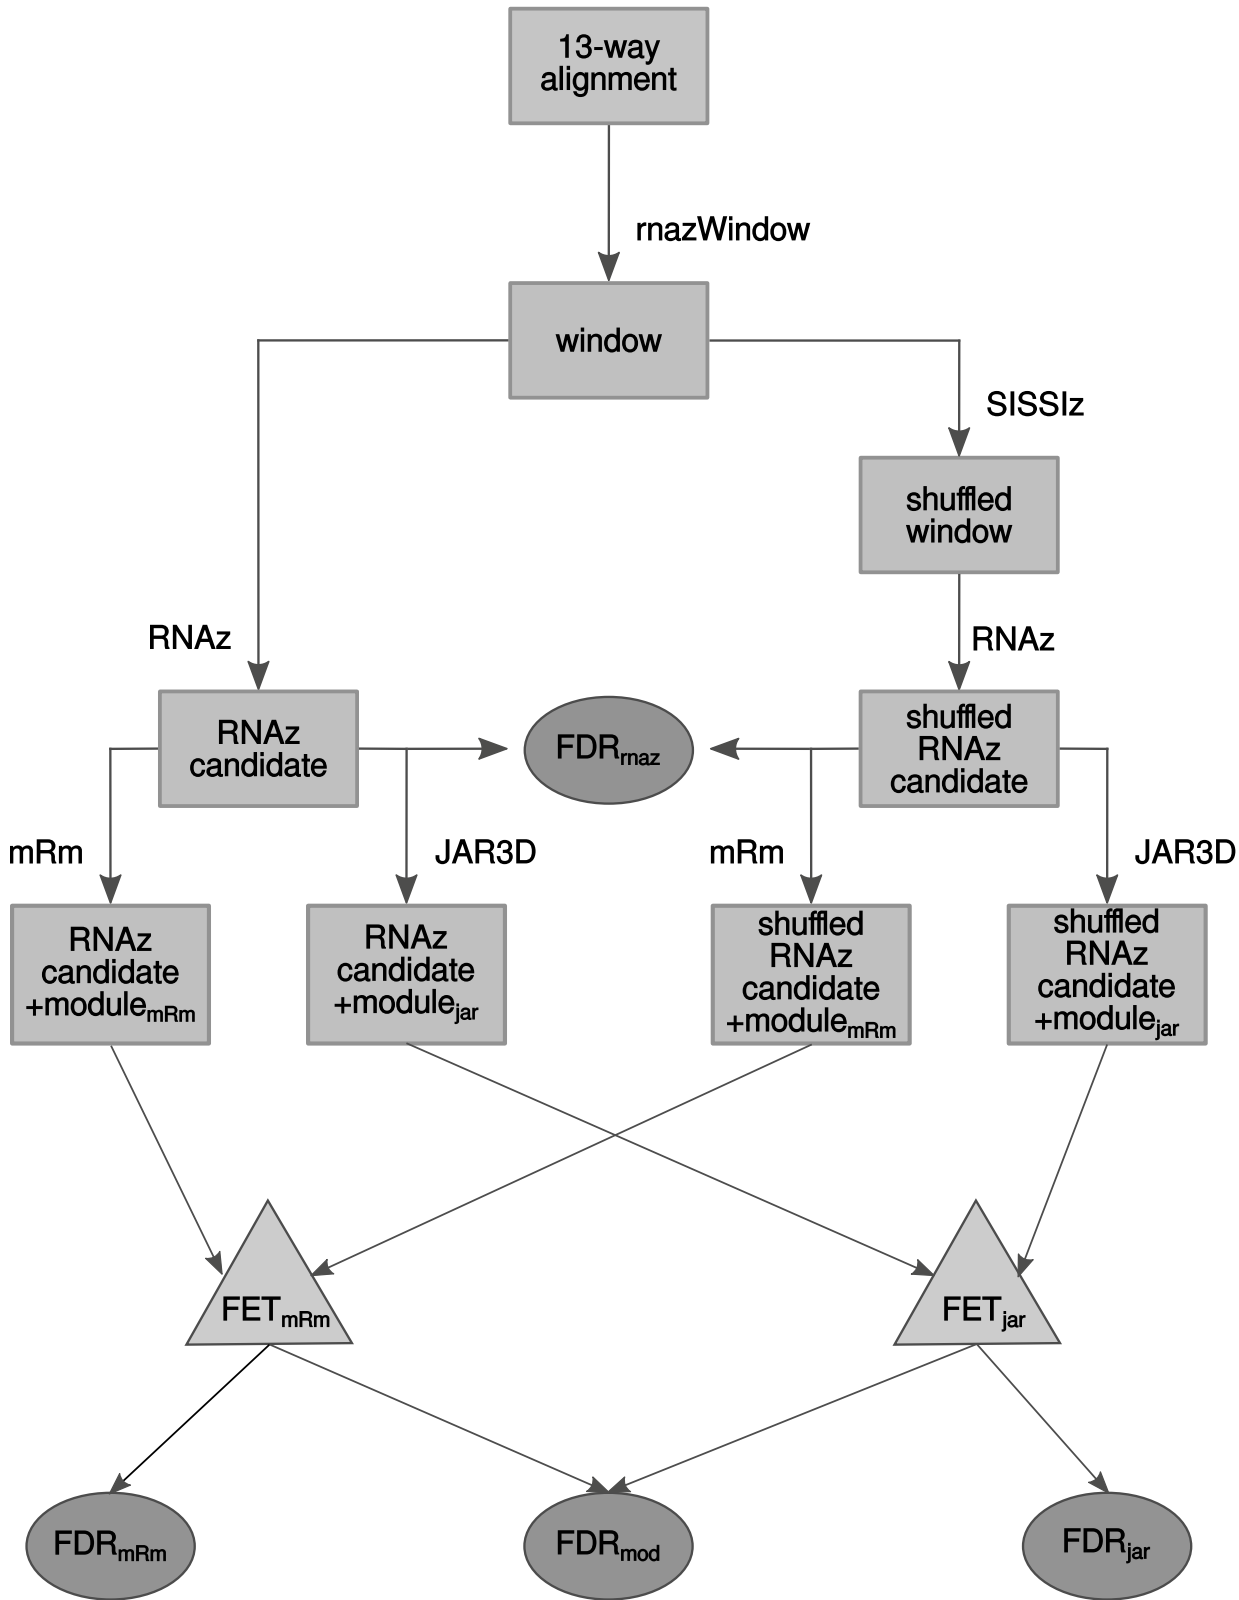 13-way
alignment
rnazWindow
window
SISSIz
shuffled
window
RNAz
RNAz
RNAz
candidate
FDRrnaz
shuffled
RNAz
candidate
mRm
JAR3D
mRm
JAR3D
RNAz
candidate
+modulemRm
RNAz
candidate
+modulejar
shuffled
RNAz
candidate
+modulemRm
shuffled
RNAz
candidate
+modulejar
FETmRm
FETjar
FDRmRm
FDRmod
FDRjar